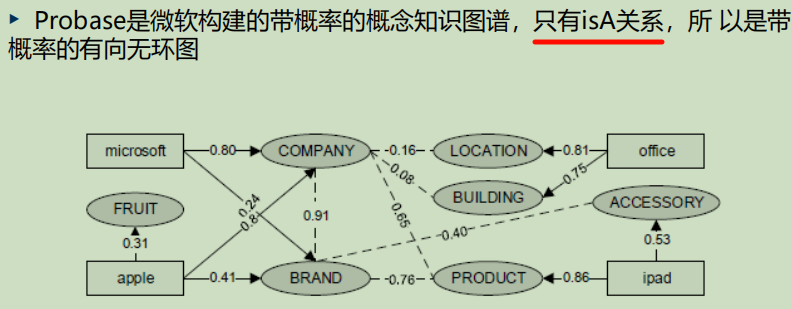 Probase是微软构建的带概率的概念知识图谱，只有isA关系，所 以是带
概率的有向无环图
microsoft
0.80
COMPANY
-0.16
LOCATION
0.81
office
0.08
0.75
BUILDING
FRUIT
0.24
0.8
0.91
0.65
ACCESSORY
0.31
0.40
0.53
apple
0.41
BRAND
-0.76
PRODUCT
0.86
ipad